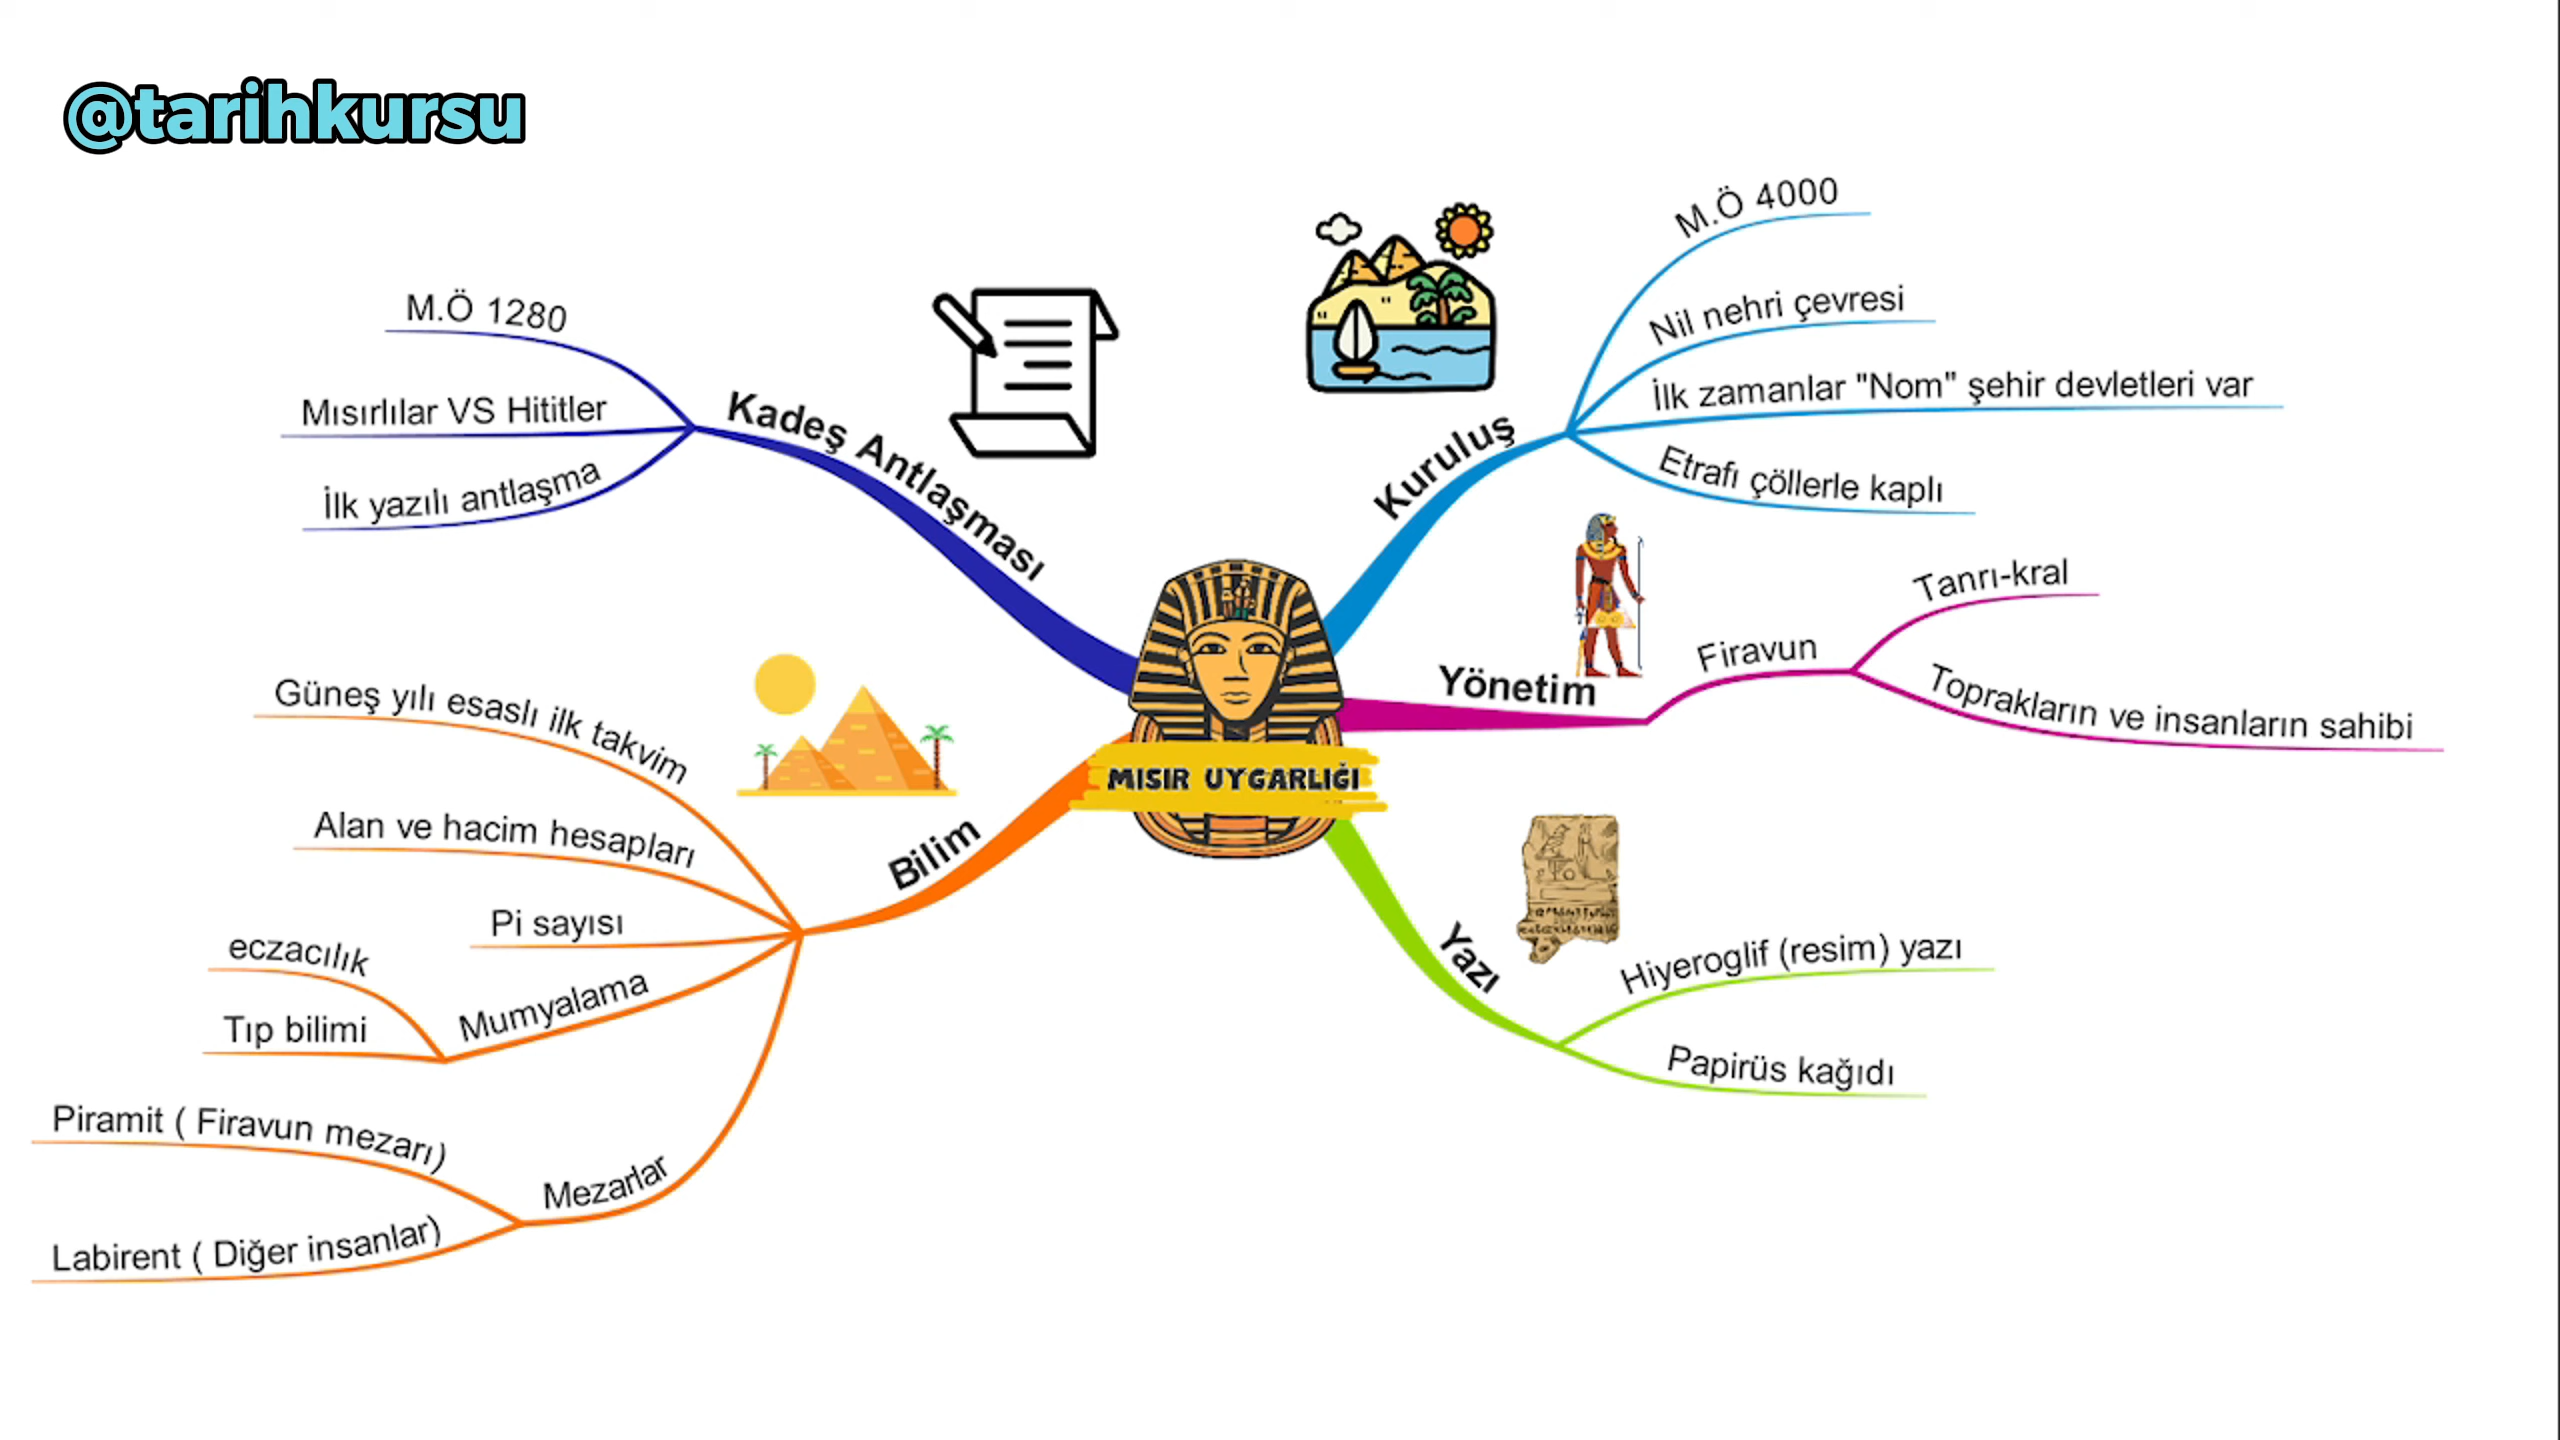 @tarihkursu
MISIR UYGARLIĞI
Kuruluş
M.Ö 4000
Nil nehri çevresi
İlk zamanlar "Nom" şehir devletleri var
Etrafı çöllerle kaplı
Yönetim
Firavun
Tanrı-kral
Toprakların ve insanların sahibi
Yazı
Hiyeroglif (resim) yazı
Papirüs kağıdı
Kadeş Antlaşması
M.Ö 1280
Mısırlılar VS Hititler
İlk yazılı antlaşma
Bilim
Güneş yılı esaslı ilk takvim
Alan ve hacim hesapları
Pi sayısı
Mumyalama
eczacılık
Tıp bilimi
Mezarlar
Piramit ( Firavun mezarı)
Labirent ( Diğer insanlar)